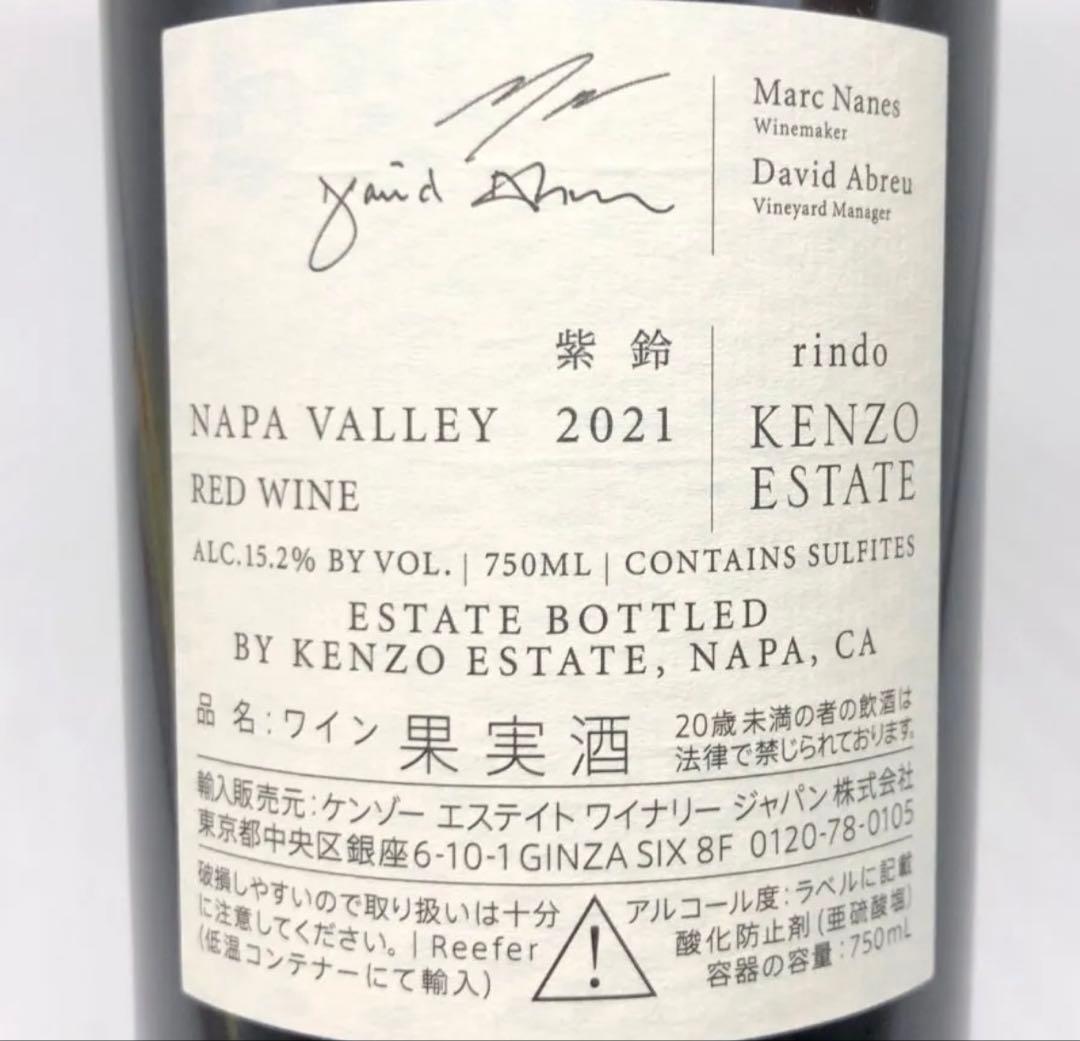 David Abreu
Marc Nanes
Winemaker
David Abreu
Vineyard Manager
紫鈴
rindo
NAPA VALLEY 2021
KENZO
ESTATE
RED WINE
ALC.15.2% BY VOL. | 750ML | CONTAINS SULFITES
ESTATE BOTTLED
BY KENZO ESTATE, NAPA, CA
品名:ワイン 果実酒
20歳未満の者の飲酒は
法律で禁じられております。
輸入販売元:ケンゾー エステイト ワイナリー ジャパン株式会社
東京都中央区銀座6-10-1 GINZA SIX 8F 0120-78-0105
破損しやすいので取り扱いは十分
に注意してください。| Reefer
(低温コンテナーにて輸入)
!
アルコール度:ラベルに記載
酸化防止剤(亜硫酸塩)
容器の容量:750mL